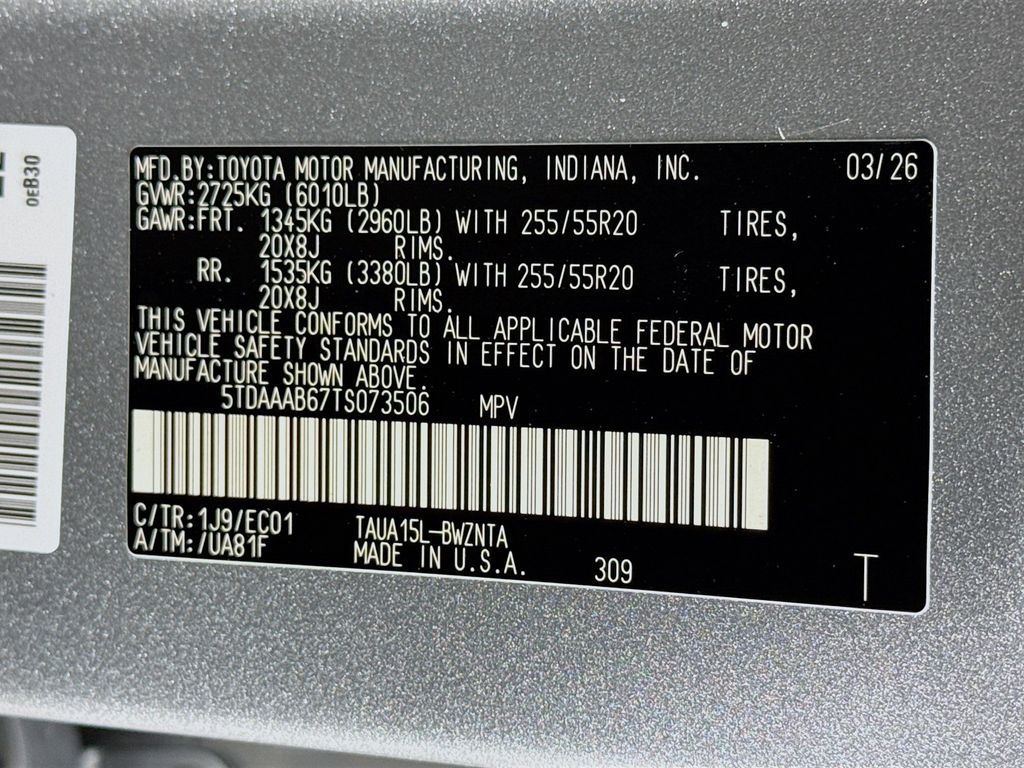 0EB30
MFD.BY:TOYOTA MOTOR MANUFACTURING, INDIANA, INC. 03/26
GVWR:2725KG (6010LB)
GAWR:FRT. 1345KG (2960LB) WITH 255/55R20 TIRES,
20X8J RIMS.
RR. 1535KG (3380LB) WITH 255/55R20 TIRES,
20X8J RIMS.
THIS VEHICLE CONFORMS TO ALL APPLICABLE FEDERAL MOTOR
VEHICLE SAFETY STANDARDS IN EFFECT ON THE DATE OF
MANUFACTURE SHOWN ABOVE.
5TDAAAB67TS073506 MPV
C/TR:1J9/EC01 TAUA15L-BWZNTA
A/TM:/UA81F MADE IN U.S.A. 309 T